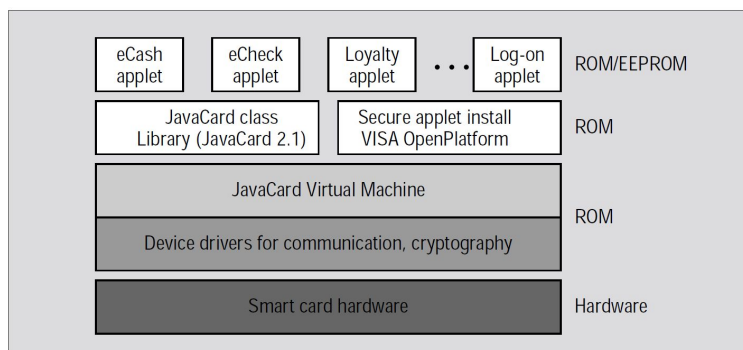 eCash
applet
eCheck
applet
Loyalty
applet
• • •
Log-on
applet
ROM/EEPROM
JavaCard class
Library (JavaCard 2.1)
Secure applet install
VISA OpenPlatform
ROM
JavaCard Virtual Machine
Device drivers for communication, cryptography
ROM
Smart card hardware
Hardware